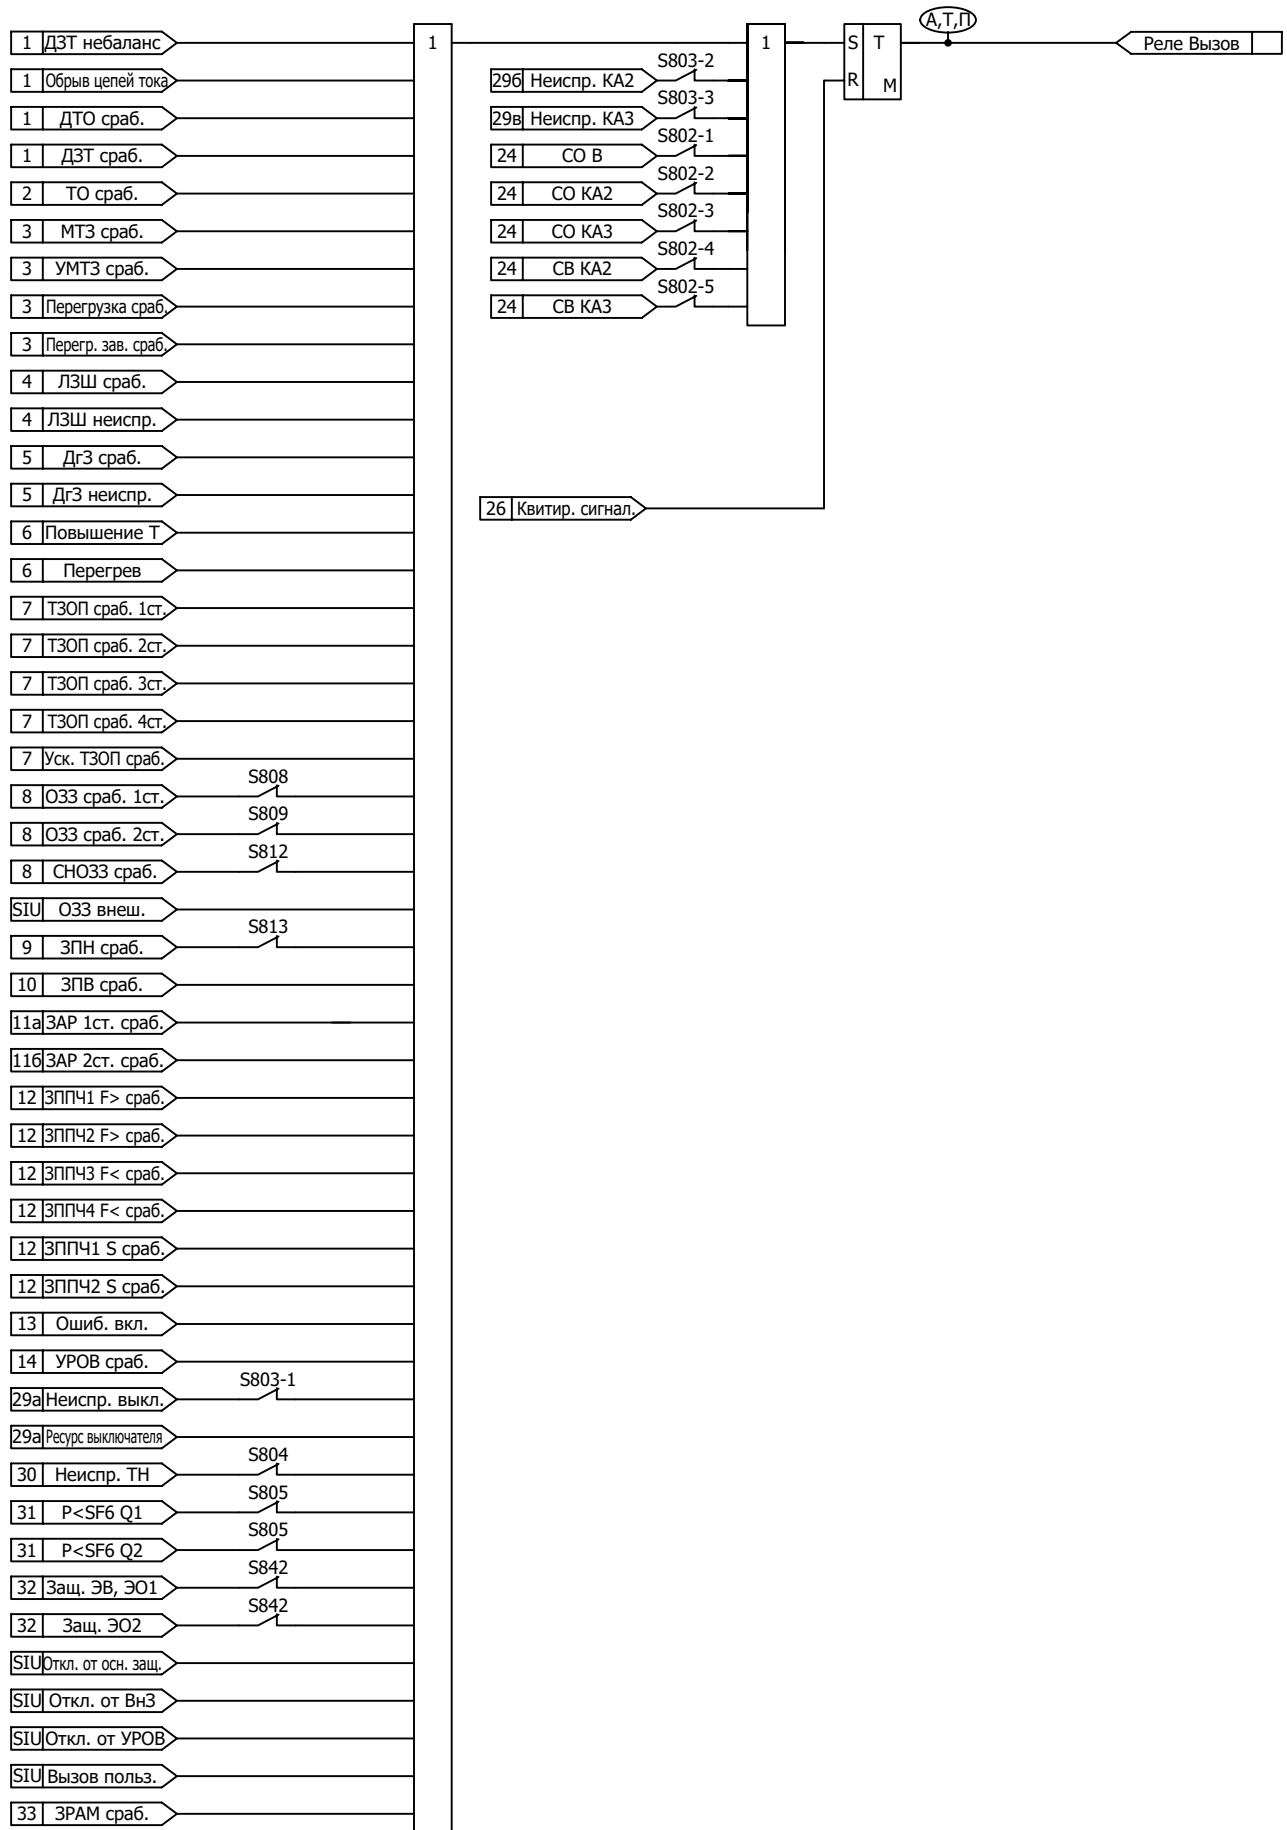 А,Т,П
1 ДЗТ небаланс 1 1 S T Реле Вызов
S803-2
1 Обрыв цепей тока 29б Неиспр. КА2 R M
S803-3
1 ДТО сраб. 29в Неиспр. КА3
S802-1
1 ДЗТ сраб. 24 СО В
S802-2
2 ТО сраб. 24 СО КА2
S802-3
3 МТЗ сраб. 24 СО КА3
S802-4
3 УМТЗ сраб. 24 СВ КА2
S802-5
3 Перегрузка сраб. 24 СВ КА3
3 Перегр. зав. сраб.
4 ЛЗШ сраб.
4 ЛЗШ неиспр.
5 ДгЗ сраб.
5 ДгЗ неиспр.
26 Квитир. сигнал.
6 Повышение Т
6 Перегрев
7 ТЗОП сраб. 1ст.
7 ТЗОП сраб. 2ст.
7 ТЗОП сраб. 3ст.
7 ТЗОП сраб. 4ст.
7 Уск. ТЗОП сраб.
S808
8 ОЗЗ сраб. 1ст.
S809
8 ОЗЗ сраб. 2ст.
S812
8 СНОЗЗ сраб.
SIU ОЗЗ внеш.
S813
9 ЗПН сраб.
10 ЗПВ сраб.
11а ЗАР 1ст. сраб.
11б ЗАР 2ст. сраб.
12 ЗППЧ1 F> сраб.
12 ЗППЧ2 F> сраб.
12 ЗППЧ3 F< сраб.
12 ЗППЧ4 F< сраб.
12 ЗППЧ1 S сраб.
12 ЗППЧ2 S сраб.
13 Ошиб. вкл.
14 УРОВ сраб.
S803-1
29а Неиспр. выкл.
29а Ресурс выключателя
S804
30 Неиспр. ТН
S805
31 P<SF6 Q1
S805
31 P<SF6 Q2
S842
32 Защ. ЭВ, ЭО1
S842
32 Защ. ЭО2
SIU Откл. от осн. защ.
SIU Откл. от ВнЗ
SIU Откл. от УРОВ
SIU Вызов польз.
33 ЗРАМ сраб.